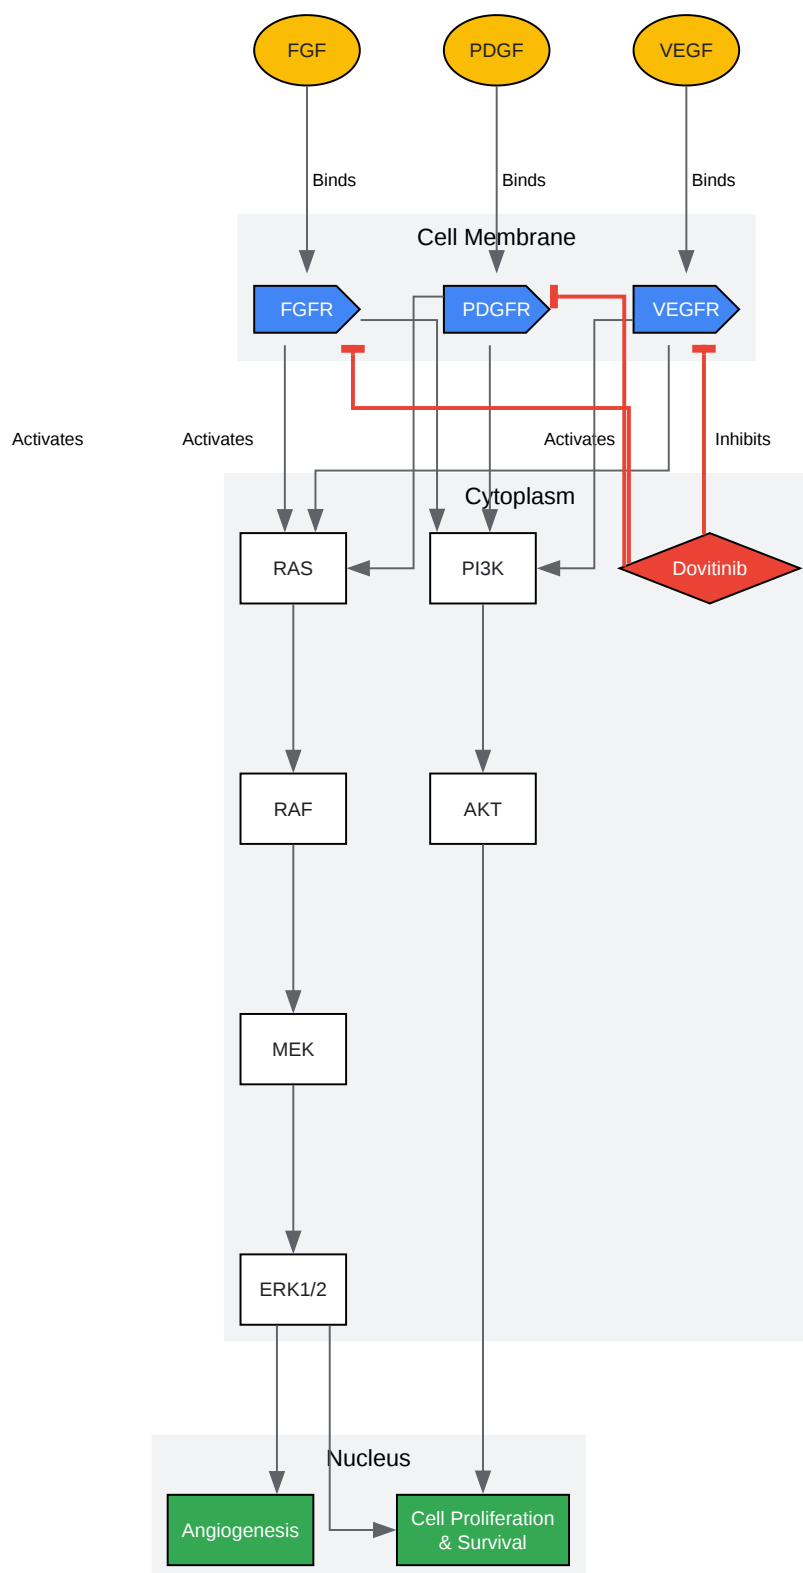 FGF
PDGF
VEGF
Binds
Binds
Binds
Cell Membrane
FGFR
PDGFR
VEGFR
Activates
Activates
Activates
Inhibits
Cytoplasm
RAS
PI3K
Dovitinib
RAF
AKT
MEK
ERK1/2
Nucleus
Angiogenesis
Cell Proliferation
& Survival